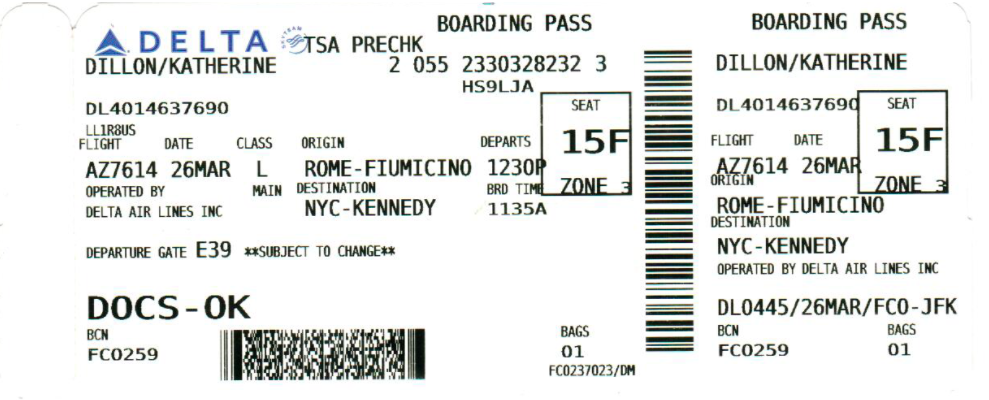 BOARDING PASS
DELTA SKYTEAM TSA PRECHK
DILLON/KATHERINE 2 055 2330328232 3
HS9LJA
DL4014637690 SEAT
LL1R8US 15F
FLIGHT DATE CLASS ORIGIN DEPARTS
AZ7614 26MAR L ROME-FIUMICINO 1230P
OPERATED BY MAIN DESTINATION BRD TIME ZONE 3
DELTA AIR LINES INC NYC-KENNEDY 1135A
DEPARTURE GATE E39 **SUBJECT TO CHANGE**
DOCS-OK
BCN BAGS
FC0259 01
FC0237023/DM
BOARDING PASS
DILLON/KATHERINE
DL4014637690 SEAT
15F
FLIGHT DATE
AZ7614 26MAR
ZONE 3
ORIGIN
ROME-FIUMICINO
DESTINATION
NYC-KENNEDY
OPERATED BY DELTA AIR LINES INC
DL0445/26MAR/FCO-JFK
BCN BAGS
FC0259 01